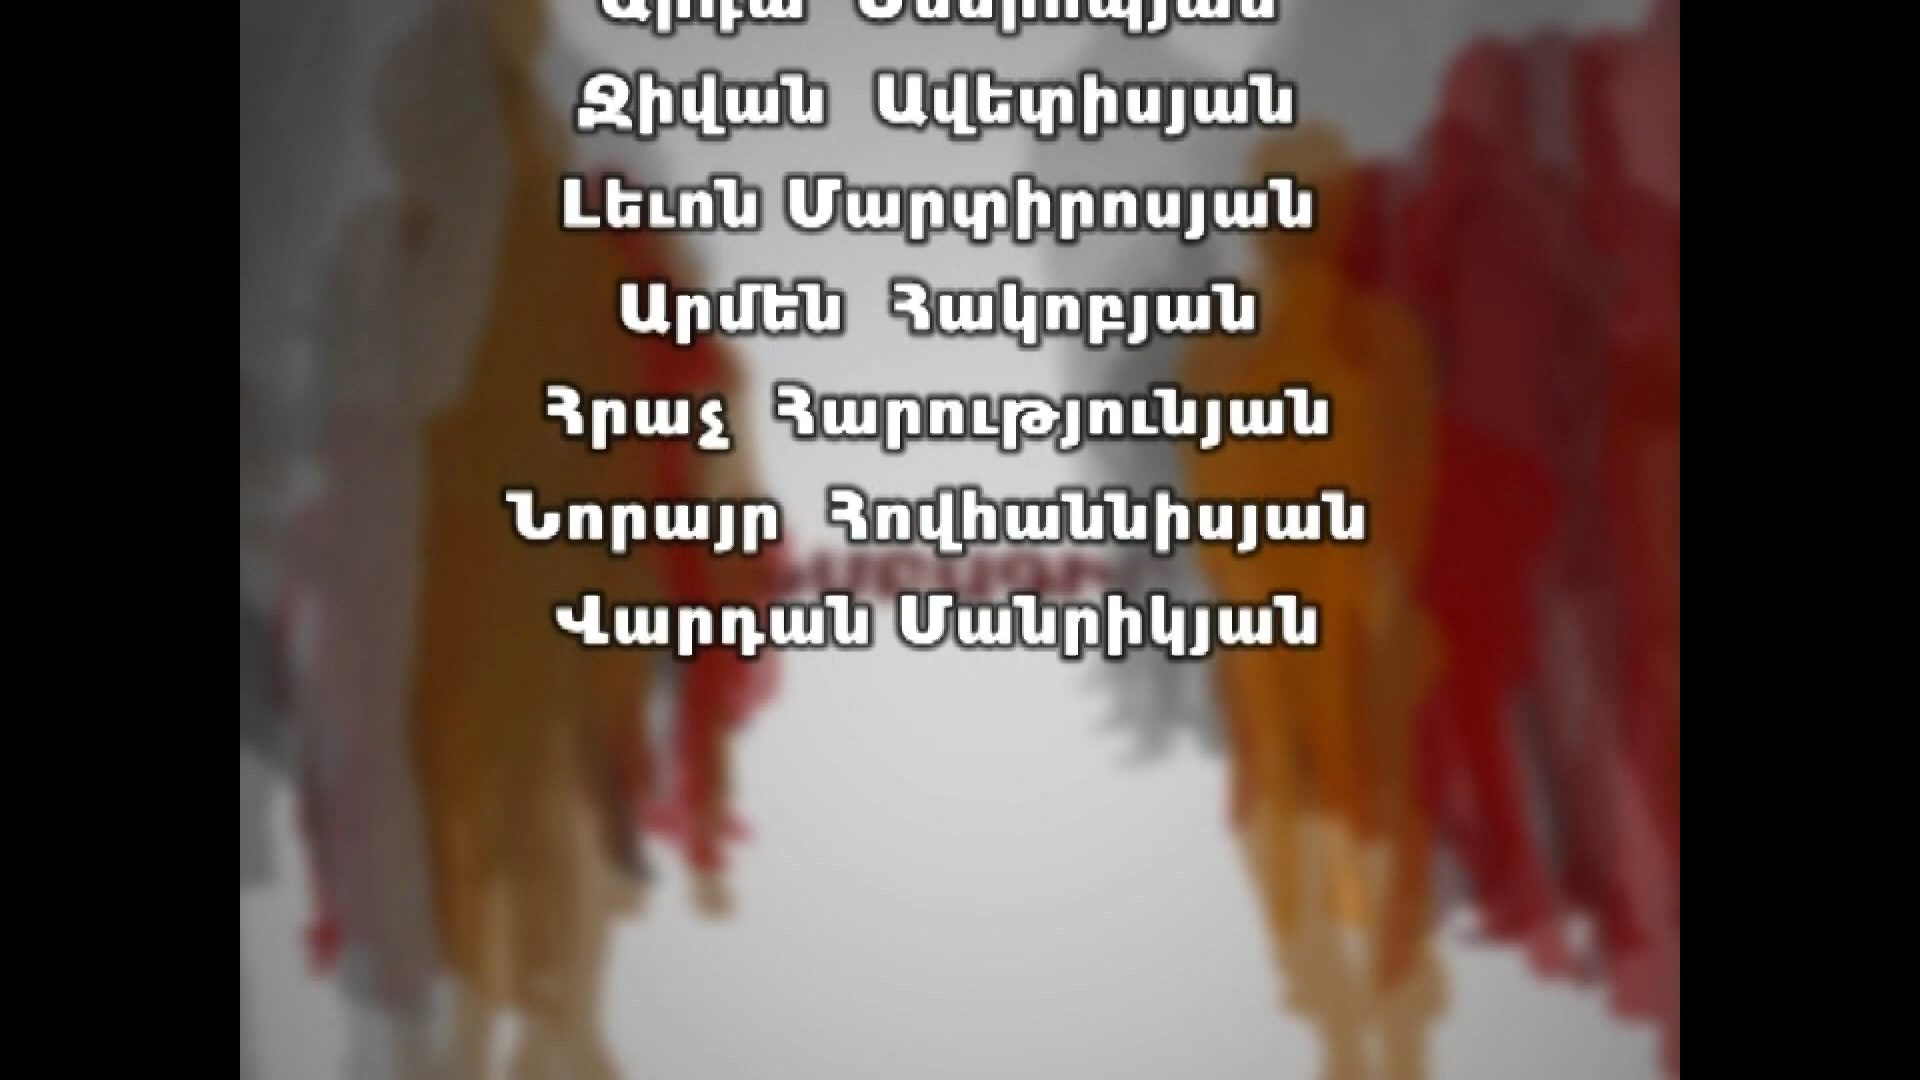 Ջիվան Ավետիսյան
Լեւոն Մարտիրոսյան
Արմեն Հակոբյան
Հրաչ Հարությունյան
Նորայր Հովհաննիսյան
Վարդան Մանրիկյան